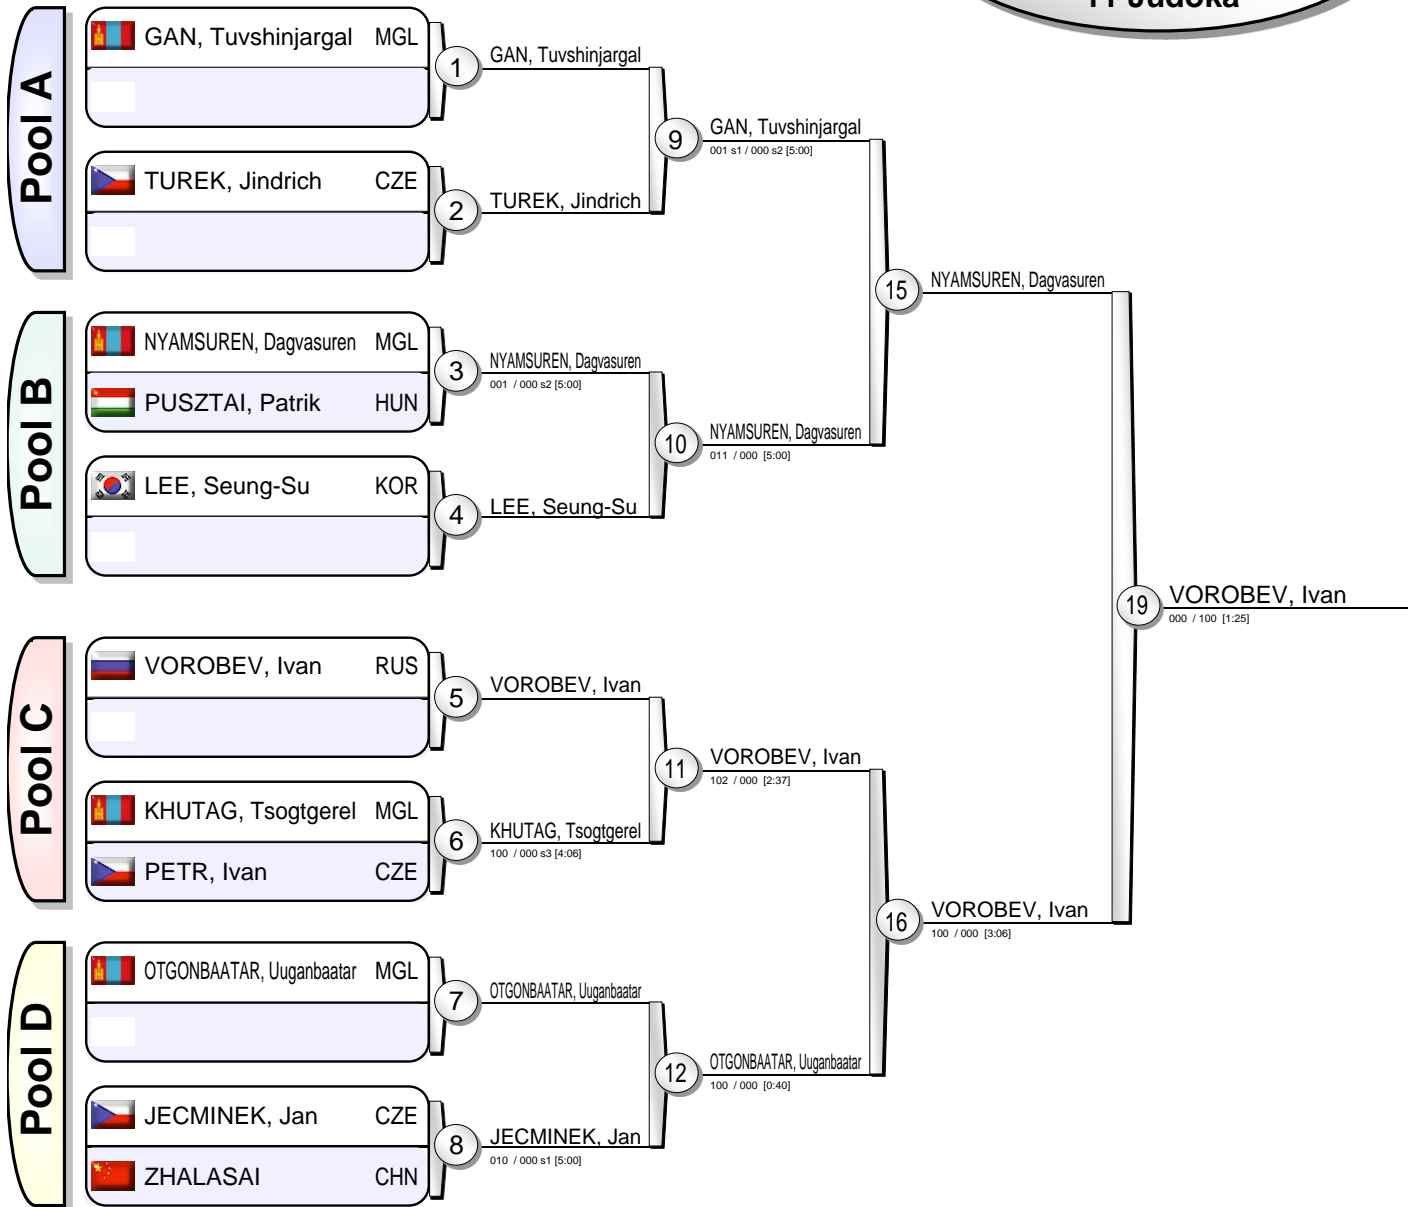 11 Judoka
Pool A
GAN, Tuvshinjargal MGL
TUREK, Jindrich CZE
1
GAN, Tuvshinjargal
2
TUREK, Jindrich
9
GAN, Tuvshinjargal
001 s1 / 000 s2 [5:00]
Pool B
NYAMSUREN, Dagvasuren MGL
PUSZTAI, Patrik HUN
LEE, Seung-Su KOR
3
NYAMSUREN, Dagvasuren
001 / 000 s2 [5:00]
4
LEE, Seung-Su
10
NYAMSUREN, Dagvasuren
011 / 000 [5:00]
15
NYAMSUREN, Dagvasuren
Pool C
VOROBEV, Ivan RUS
KHUTAG, Tsogtgerel MGL
PETR, Ivan CZE
5
VOROBEV, Ivan
6
KHUTAG, Tsogtgerel
100 / 000 s3 [4:06]
11
VOROBEV, Ivan
102 / 000 [2:37]
Pool D
OTGONBAATAR, Uuganbaatar MGL
JECMINEK, Jan CZE
ZHALASAI CHN
7
OTGONBAATAR, Uuganbaatar
8
JECMINEK, Jan
010 / 000 s1 [5:00]
12
OTGONBAATAR, Uuganbaatar
100 / 000 [0:40]
16
VOROBEV, Ivan
100 / 000 [3:06]
19
VOROBEV, Ivan
000 / 100 [1:25]